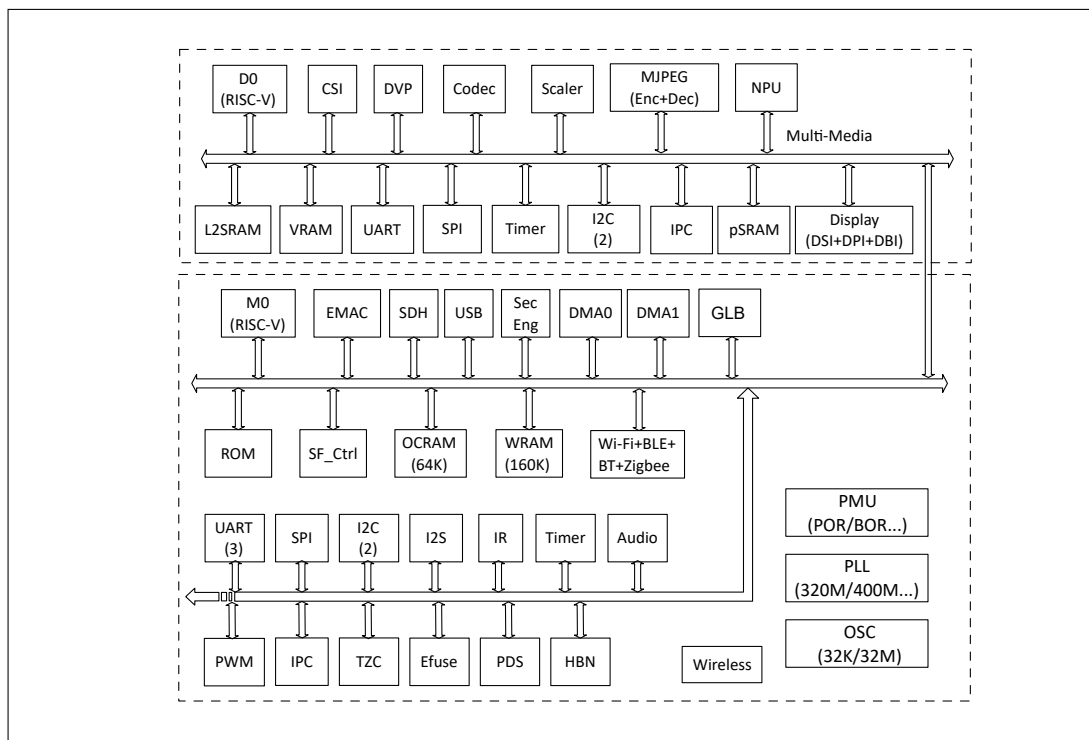 D0
(RISC-V)
CSI
DVP
Codec
Scaler
MJPEG
(Enc+Dec)
NPU
Multi-Media
L2SRAM
VRAM
UART
SPI
Timer
I2C
(2)
IPC
pSRAM
Display
(DSI+DPI+DBI)
M0
(RISC-V)
EMAC
SDH
USB
Sec
Eng
DMA0
DMA1
GLB
ROM
SF_Ctrl
OCRAM
(64K)
WRAM
(160K)
Wi-Fi+BLE+
BT+Zigbee
UART
(3)
SPI
I2C
(2)
I2S
IR
Timer
Audio
PMU
(POR/BOR...)
PLL
(320M/400M...)
OSC
(32K/32M)
PWM
IPC
TZC
Efuse
PDS
HBN
Wireless